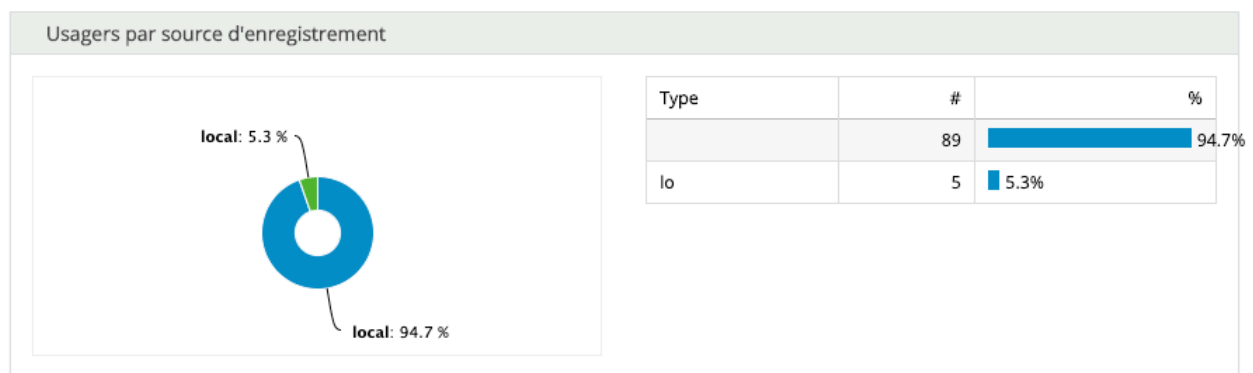 Usagers par source d'enregistrement
local: 5.3 %
local: 94.7 %
Type # %
89 94.7%
lo 5 5.3%